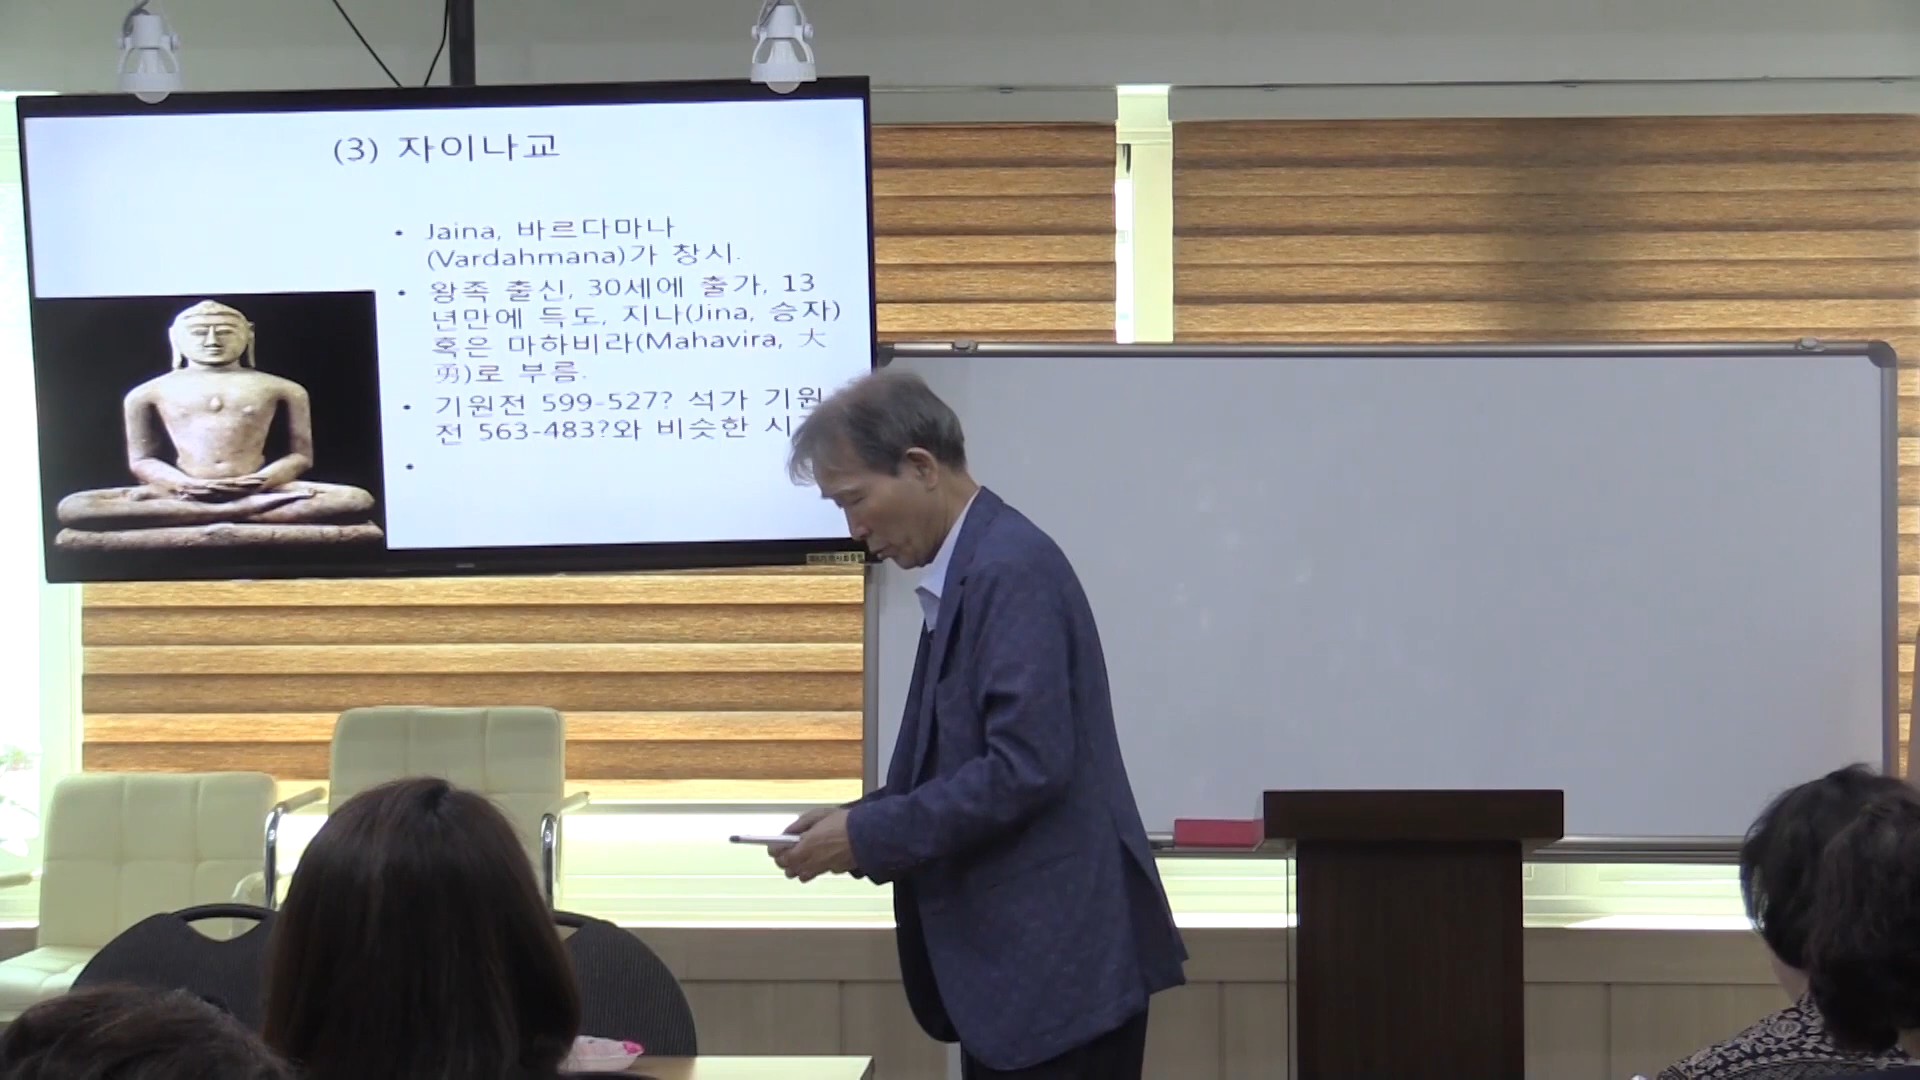 (3) 자이나교
• Jaina, 바르다마나
(Vardahmana)가 창시.
• 왕족 출신, 30세에 출가, 13
년만에 득도, 지나(Jina, 승자)
혹은 마하비라(Mahavira, 大
勇)로 부름.
• 기원전 599-527? 석가 기원
전 563-483?와 비슷한
•